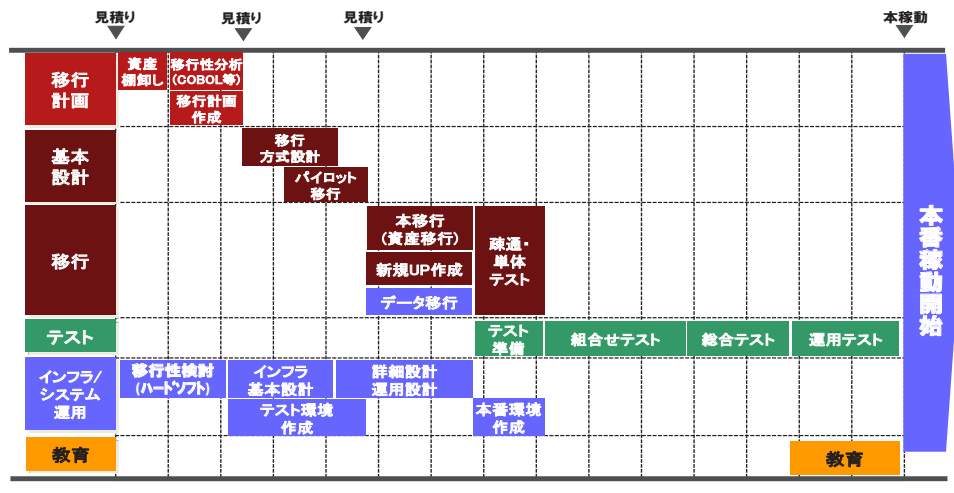 見積り
見積り
見積り
本稼動
移行
計画
資産
棚卸し
移行性分析
(COBOL等)
移行計画
作成
基本
設計
移行
方式設計
パイロット
移行
移行
本移行
(資産移行)
新規UP作成
データ移行
疎通・
単体
テスト
テスト
テスト
準備
組合せテスト
総合テスト
運用テスト
インフラ/
システム
運用
移行性検討
(ハードソフト)
インフラ
基本設計
詳細設計
運用設計
テスト環境
作成
本番環境
作成
教育
教育
本番稼動開始